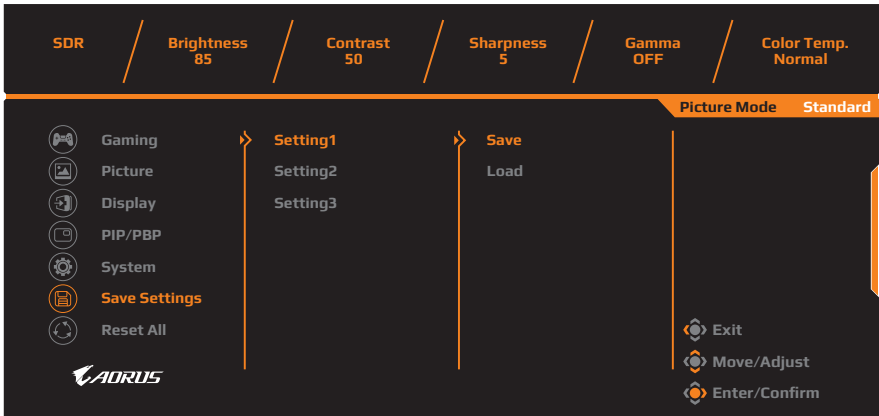 SDR
Brightness
85
Contrast
50
Sharpness
5
Gamma
OFF
Color Temp.
Normal
Picture Mode Standard
Gaming
Picture
Display
PIP/PBP
System
Save Settings
Reset All
Setting1
Setting2
Setting3
Save
Load
Exit
Move/Adjust
Enter/Confirm
AORUS